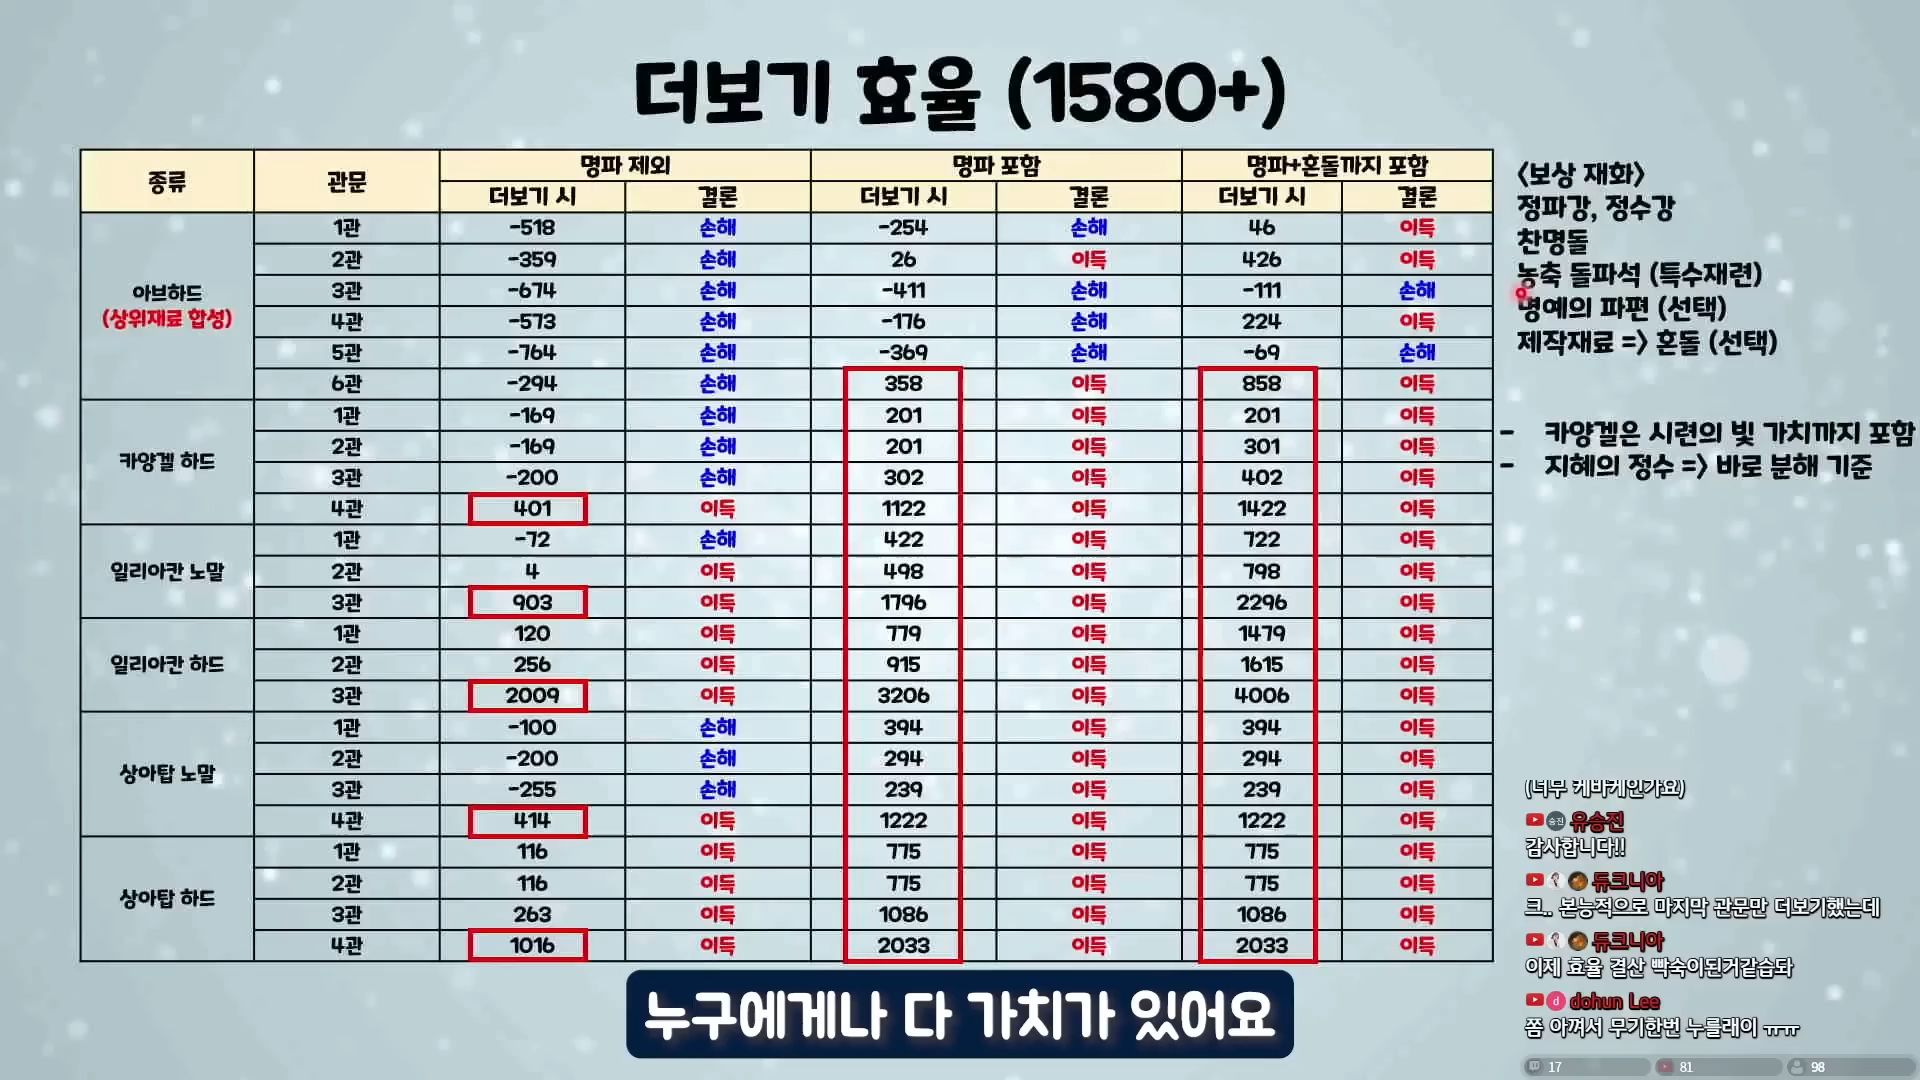 더보기 효율 (1580+)
종류 관문 명파 제외 명파 포함 명파+혼돌까지 포함
더보기 시 결론 더보기 시 결론 더보기 시 결론
아브하드
(상위재료 합성)
1관 -518 손해 -254 손해 46 이득
2관 -359 손해 26 이득 426 이득
3관 -674 손해 -411 손해 -111 손해
4관 -573 손해 -176 손해 224 이득
5관 -764 손해 -369 손해 -69 손해
6관 -294 손해 358 이득 858 이득
카양겔 하드
1관 -169 손해 201 이득 201 이득
2관 -169 손해 201 이득 301 이득
3관 -200 손해 302 이득 402 이득
4관 401 이득 1122 이득 1422 이득
일리아칸 노말
1관 -72 손해 422 이득 722 이득
2관 4 이득 498 이득 798 이득
3관 903 이득 1796 이득 2296 이득
일리아칸 하드
1관 120 이득 779 이득 1479 이득
2관 256 이득 915 이득 1615 이득
3관 2009 이득 3206 이득 4006 이득
상아탑 노말
1관 -100 손해 394 이득 394 이득
2관 -200 손해 294 이득 294 이득
3관 -255 손해 239 이득 239 이득
4관 414 이득 1222 이득 1222 이득
상아탑 하드
1관 116 이득 775 이득 775 이득
2관 116 이득 775 이득 775 이득
3관 263 이득 1086 이득 1086 이득
4관 1016 이득 2033 이득 2033 이득
<보상 재화>
정파강, 정수강
찬명돌
농축 돌파석 (특수재련)
명예의 파편 (선택)
제작재료 => 혼돌 (선택)
- 카양겔은 시련의 빛 가치까지 포함
- 지혜의 정수 => 바로 분해 기준
(너무 케바케인가요)
승진 유승진
감사합니다!!
듀크니아
크.. 본능적으로 마지막 관문만 더보기했는데
듀크니아
이제 효율 결산 빡숙이된거같습돠
d dohun Lee
쫌 아껴서 무기한번 누를래이 ㅠㅠ
17 81 98
누구에게나 다 가치가 있어요